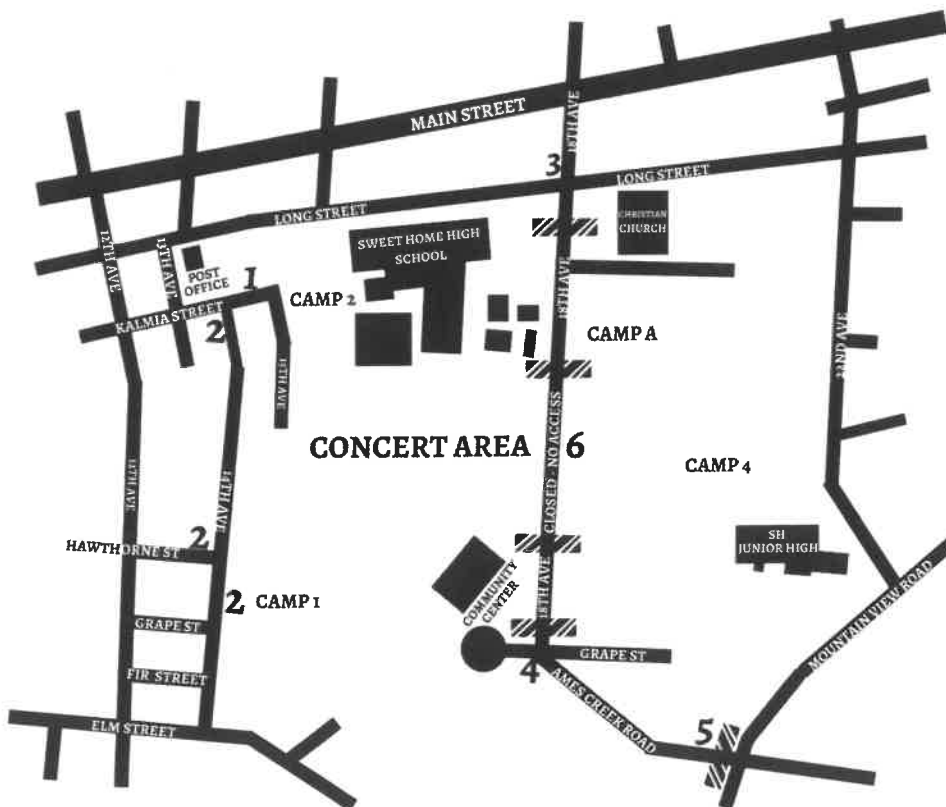 MAIN STREET
18TH AVE
3
LONG STREET
LONG STREET
CHRISTIAN
CHURCH
12TH AVE
13TH AVE
SWEET HOME HIGH
SCHOOL
POST
OFFICE
1
CAMP 2
KALMIA STREET
2
18TH AVE
CAMP A
22ND AVE
CONCERT AREA
6
CLOSED - NO ACCESS
CAMP 4
14TH AVE
HAWTHORNE ST
2
SH
JUNIOR HIGH
2
CAMP 1
COMMUNITY
CENTER
18TH AVE
GRAPE ST
GRAPE ST
MOUNTAIN VIEW ROAD
4
FIR STREET
AMES CREEK ROAD
ELM STREET
5